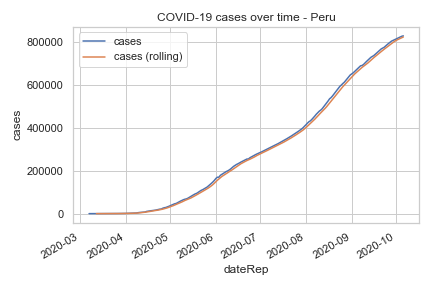 COVID-19 cases over time - Peru
cases
cases (rolling)
800000
600000
400000
200000
0
cases
2020-03
2020-04
2020-05
2020-06
2020-07
2020-08
2020-09
2020-10
dateRep